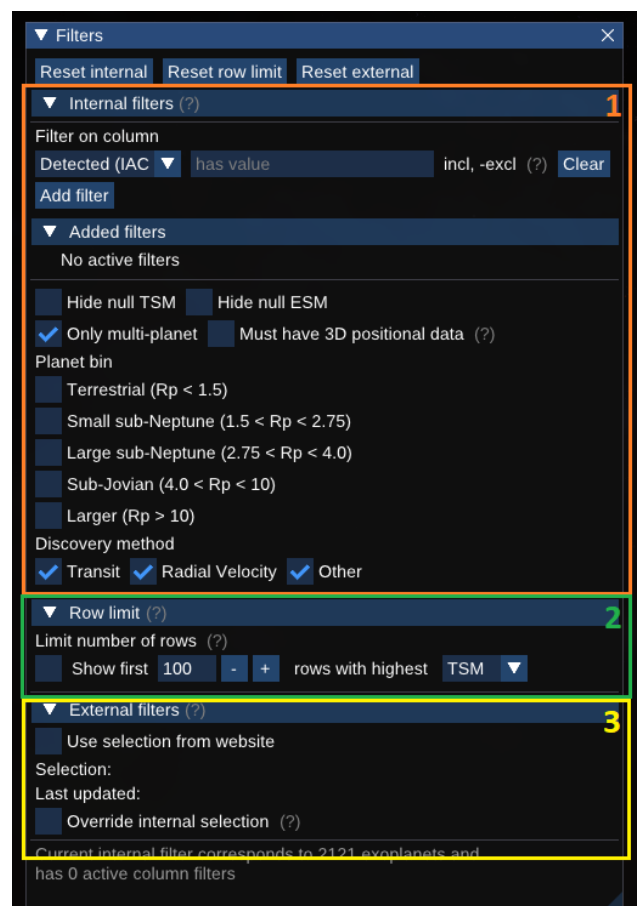 Filters
Reset internal Reset row limit Reset external
Internal filters (?) 1
Filter on column
Detected (IAC has value incl, -excl (?) Clear
Add filter
Added filters
No active filters
Hide null TSM Hide null ESM
Only multi-planet Must have 3D positional data (?)
Planet bin
Terrestrial (Rp < 1.5)
Small sub-Neptune (1.5 < Rp < 2.75)
Large sub-Neptune (2.75 < Rp < 4.0)
Sub-Jovian (4.0 < Rp < 10)
Larger (Rp > 10)
Discovery method
Transit Radial Velocity Other
Row limit (?) 2
Limit number of rows (?)
Show first 100 - + rows with highest TSM
External filters (?) 3
Use selection from website
Selection:
Last updated:
Override internal selection (?)
Current internal filter corresponds to 2121 exoplanets and
has 0 active column filters